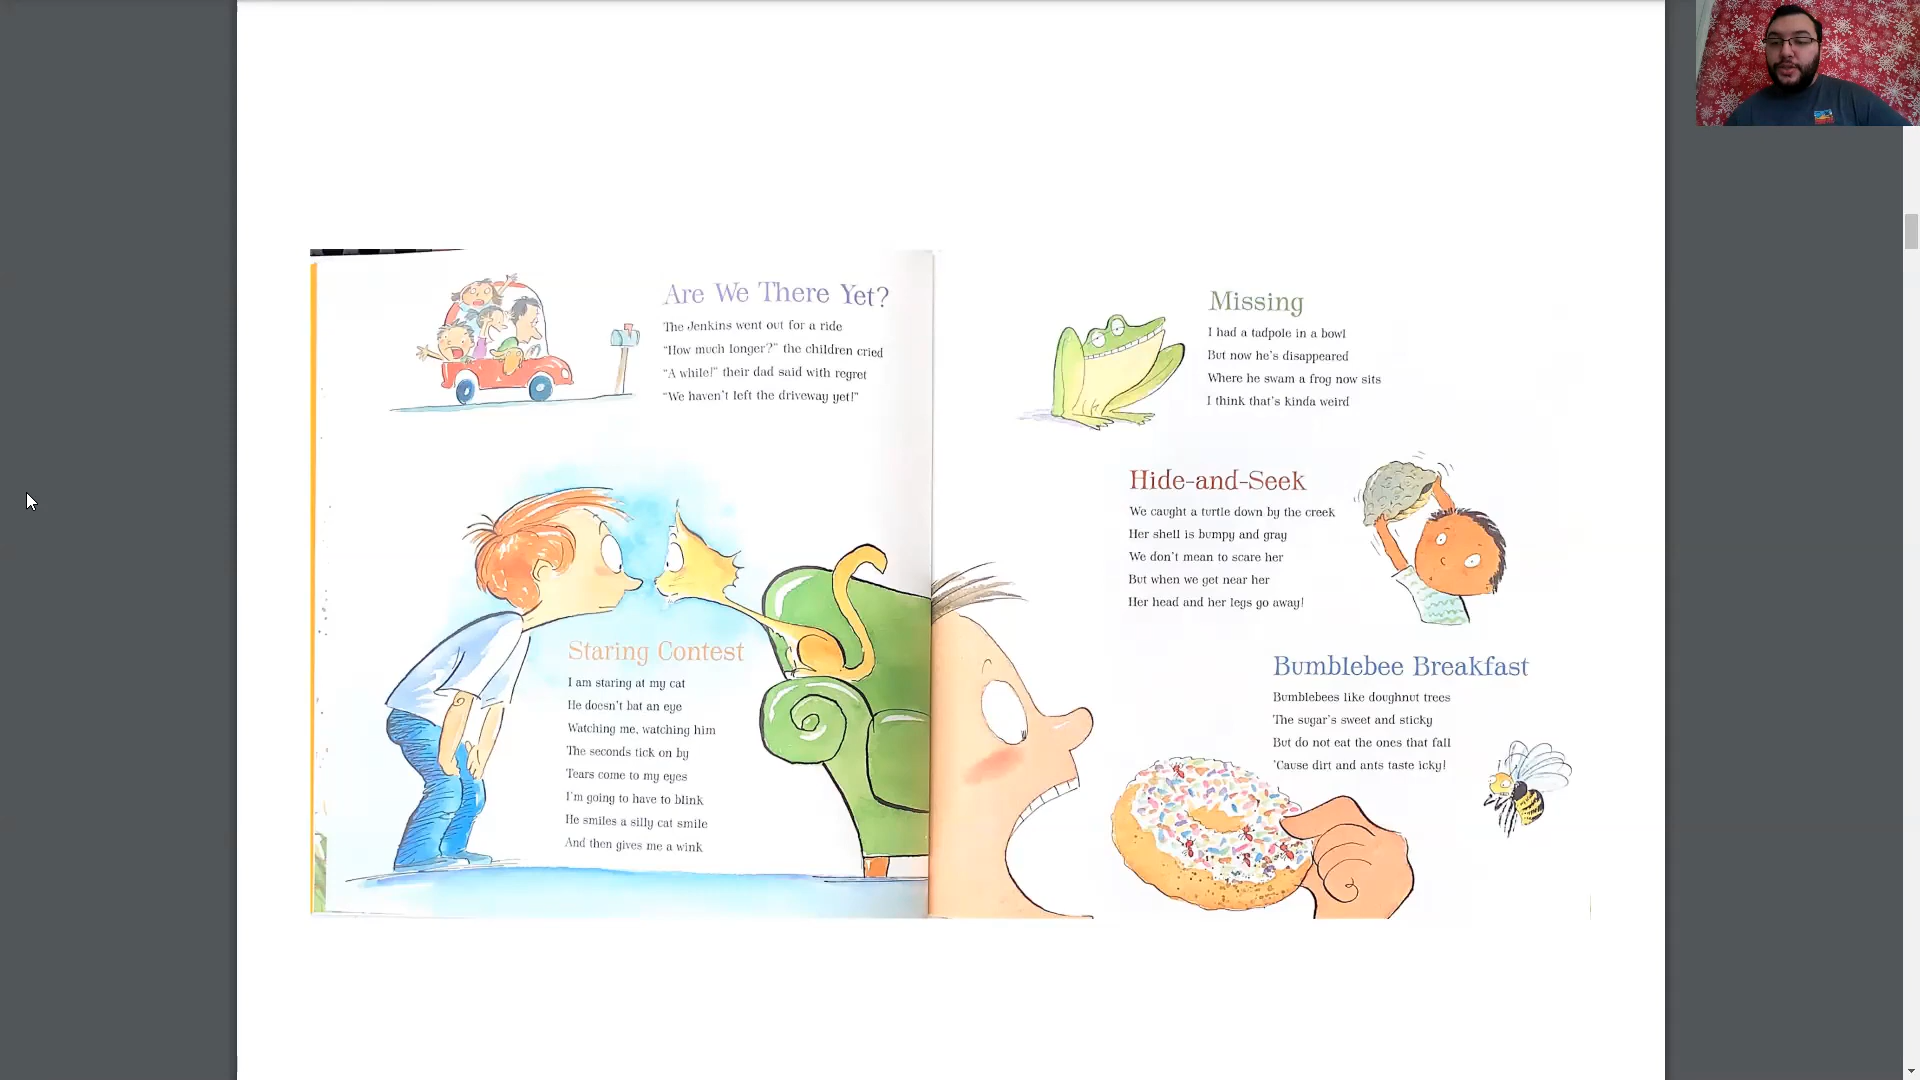 Are We There Yet?
The Jenkins went out for a ride
“How much longer?” the children cried
“A while!” their dad said with regret
“We haven’t left the driveway yet!”
Staring Contest
I am staring at my cat
He doesn’t bat an eye
Watching me, watching him
The seconds tick on by
Tears come to my eyes
I’m going to have to blink
He smiles a silly cat smile
And then gives me a wink
Missing
I had a tadpole in a bowl
But now he’s disappeared
Where he swam a frog now sits
I think that’s kinda weird
Hide-and-Seek
We caught a turtle down by the creek
Her shell is bumpy and gray
We don’t mean to scare her
But when we get near her
Her head and her legs go away!
Bumblebee Breakfast
Bumblebees like doughnut trees
The sugar’s sweet and sticky
But do not eat the ones that fall
’Cause dirt and ants taste icky!